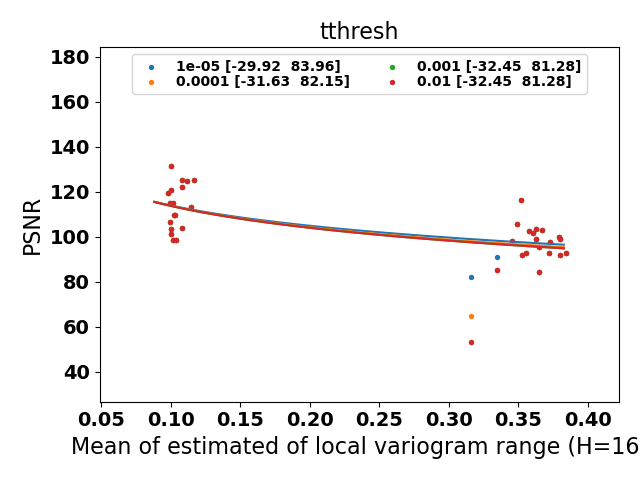 tthresh
1e-05 [-29.92  83.96]
0.0001 [-31.63  82.15]
0.001 [-32.45  81.28]
0.01 [-32.45  81.28]
PSNR
180
160
140
120
100
80
60
40
0.05 0.10 0.15 0.20 0.25 0.30 0.35 0.40
Mean of estimated of local variogram range (H=16